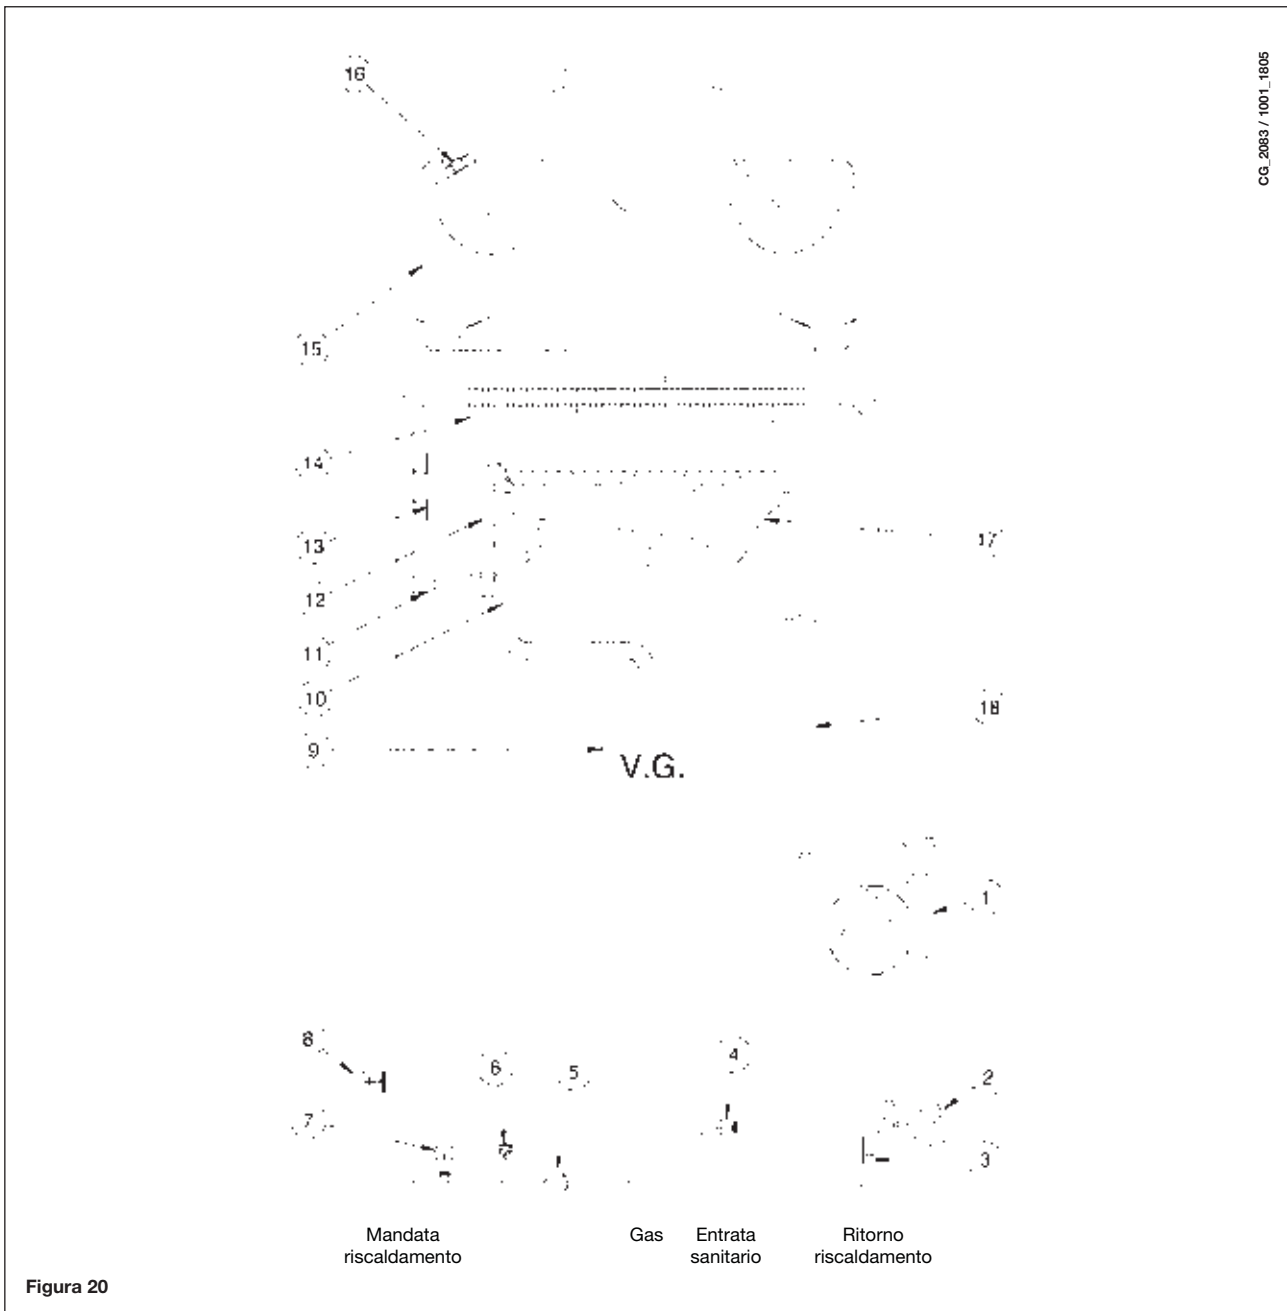 CG_2083 / 1001_1805
16
15
14
13
12
11
10
9
V.G.
17
18
1
8
6
5
4
2
7
3
Mandata
riscaldamento
Gas
Entrata
sanitario
Ritorno
riscaldamento
Figura 20